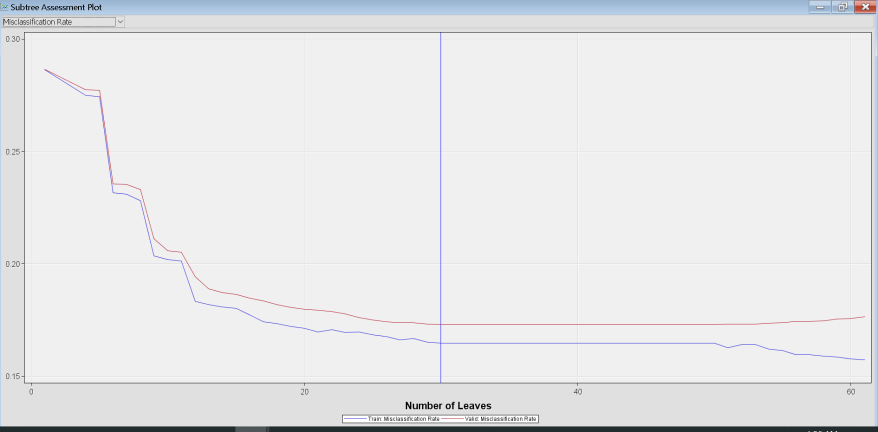 Subtree Assessment Plot
Misclassification Rate
0.30
0.25
0.20
0.15
0 20 40 60
Number of Leaves
Train: Misclassification Rate Valid: Misclassification Rate